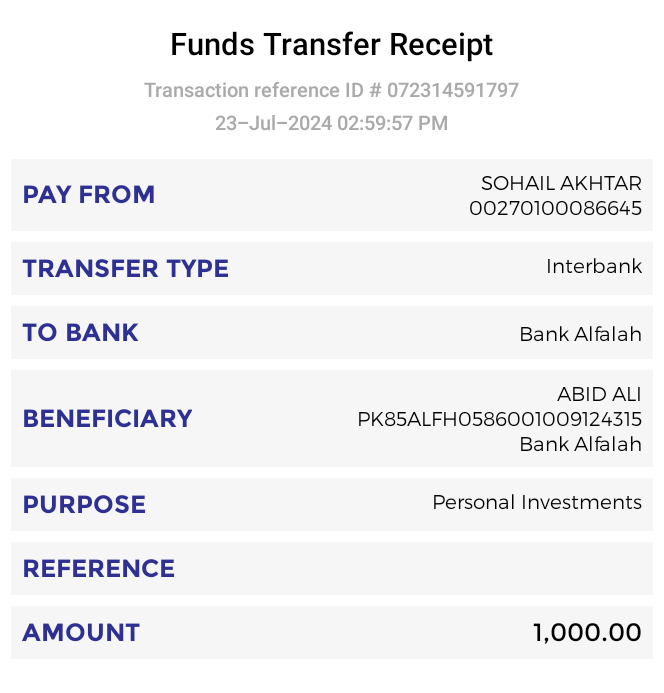 Funds Transfer Receipt
Transaction reference ID # 072314591797
23–Jul–2024 02:59:57 PM
PAY FROM
SOHAIL AKHTAR
00270100086645
TRANSFER TYPE
Interbank
TO BANK
Bank Alfalah
BENEFICIARY
ABID ALI
PK85ALFH0586001009124315
Bank Alfalah
PURPOSE
Personal Investments
REFERENCE
AMOUNT
1,000.00